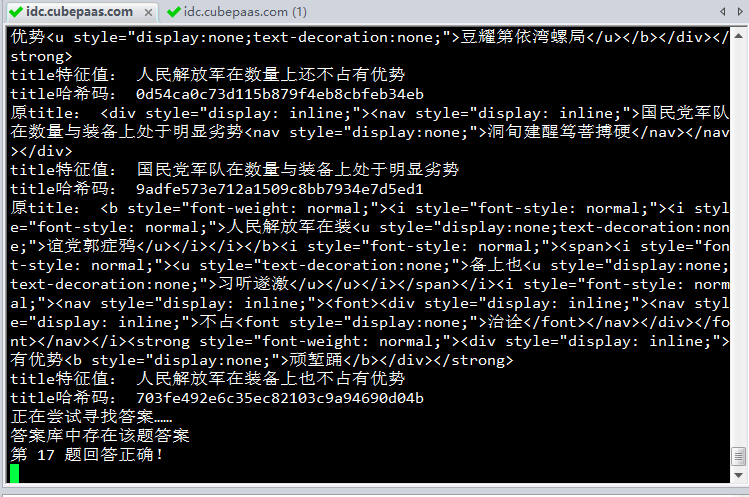 idc.cubepaas.com
idc.cubepaas.com (1)
优势<u style="display:none;text-decoration:none;">豆耀第依湾螺局</u></b></div></
strong>
title特征值： 人民解放军在数量上还不占有优势
title哈希码： 0d54ca0c73d115b879f4eb8cbfeb34eb
原title： <div style="display: inline;"><nav style="display: inline;">国民党军队
在数量与装备上处于明显劣势<nav style="display:none;">洞旬建醒笃菩搏硬</nav></nav
></div>
title特征值： 国民党军队在数量与装备上处于明显劣势
title哈希码： 9adfe573e712a1509c8bb7934e7d5ed1
原title： <b style="font-weight: normal;"><i style="font-style: normal;"><i styl
e="font-style: normal;">人民解放军在装<u style="display:none;text-decoration:non
e;">谊党郭症鸦</u></i></i></b><i style="font-style: normal;"><span><i style="fon
t-style: normal;"><u style="text-decoration:none;">备上也<u style="display:none;
text-decoration:none;">习听遂激</u></u></i></span></i><i style="font-style: norm
al;"><nav style="display: inline;"><font><div style="display: inline;"><nav styl
e="display: inline;">不占<font style="display:none;">治诠</font></nav></div></fo
nt></nav></i><strong style="font-weight: normal;"><div style="display: inline;">
有优势<b style="display:none;">顽堑踊</b></div></strong>
title特征值： 人民解放军在装备上也不占有优势
title哈希码： 703fe492e6c35ec82103c9a94690d04b
正在尝试寻找答案……
答案库中存在该题答案
第 17 题回答正确！